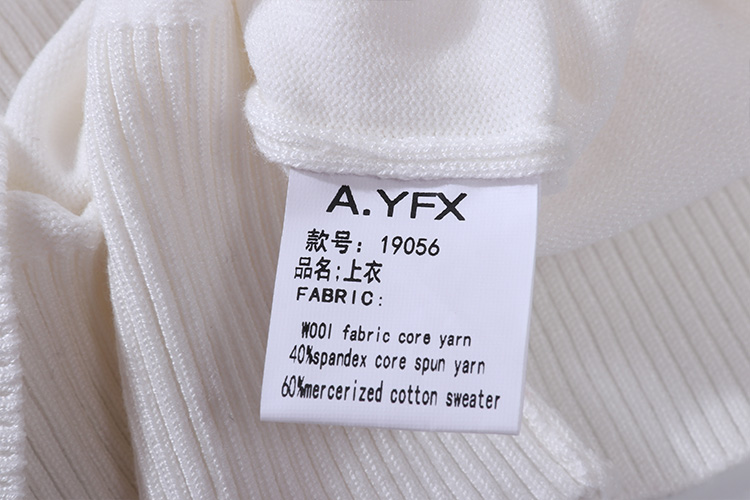 A.YFX
款号：19056
品名;上衣
FABRIC:
WOOl fabric core yarn
40%spandex core spun yarn
60%mercerized cotton sweater